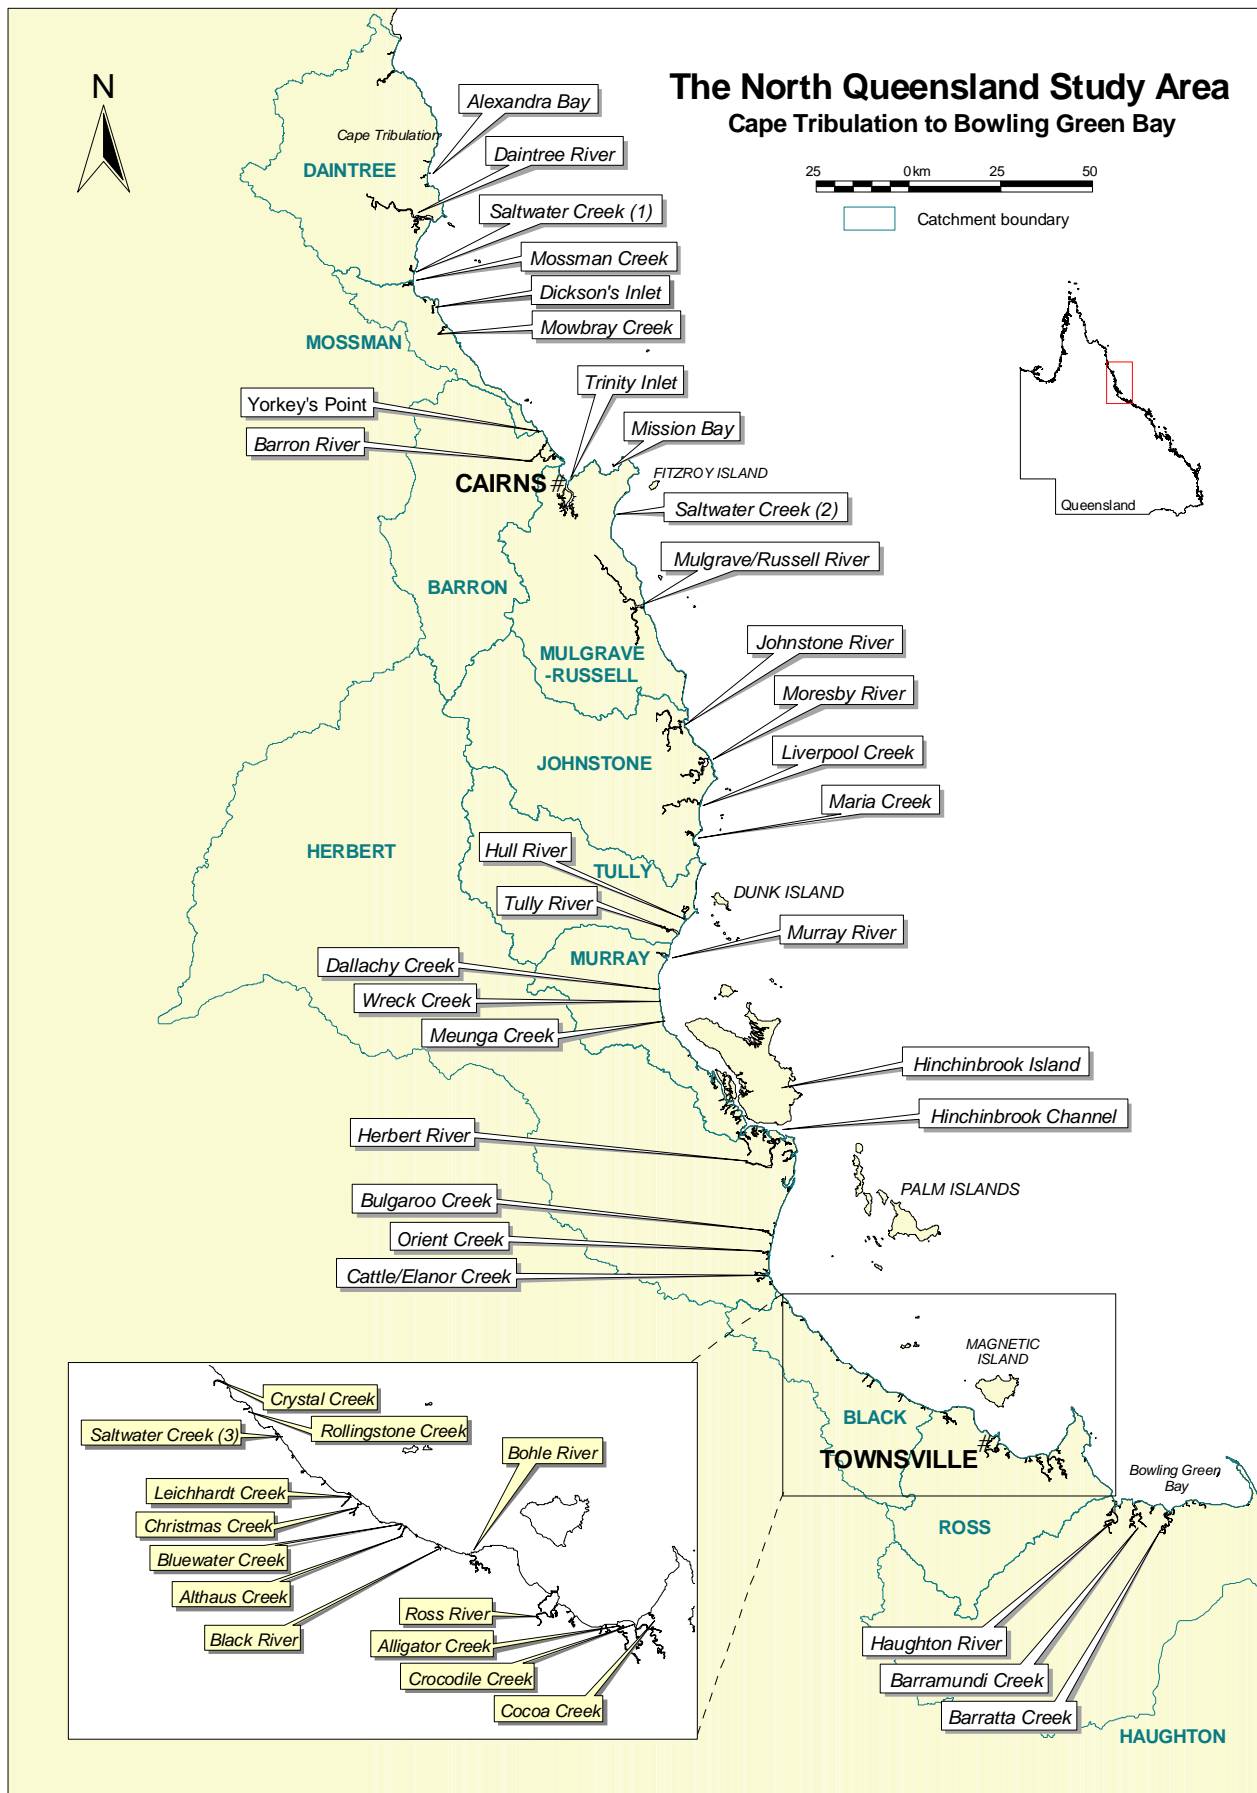 The North Queensland Study Area
Cape Tribulation to Bowling Green Bay
N
25
0 km
25
50
Catchment boundary
Alexandra Bay
Cape Tribulation
Daintree River
DAINTREE
Saltwater Creek (1)
Mossman Creek
Dickson's Inlet
Mowbray Creek
MOSSMAN
Trinity Inlet
Yorkey's Point
Mission Bay
Barron River
FITZROY ISLAND
CAIRNS #
Saltwater Creek (2)
Queensland
Mulgrave/Russell River
BARRON
Johnstone River
MULGRAVE
-RUSSELL
Moresby River
Liverpool Creek
JOHNSTONE
Maria Creek
HERBERT
Hull River
TULLY
DUNK ISLAND
Tully River
Murray River
MURRAY
Dallachy Creek
Wreck Creek
Meunga Creek
Hinchinbrook Island
Hinchinbrook Channel
Herbert River
PALM ISLANDS
Bulgaroo Creek
Orient Creek
Cattle/Elanor Creek
MAGNETIC
ISLAND
BLACK
TOWNSVILLE #
Bowling Green
Bay
ROSS
Haughton River
Barramundi Creek
Barratta Creek
HAUGHTON
Crystal Creek
Rollingstone Creek
Saltwater Creek (3)
Bohle River
Leichhardt Creek
Christmas Creek
Bluewater Creek
Althaus Creek
Black River
Ross River
Alligator Creek
Crocodile Creek
Cocoa Creek